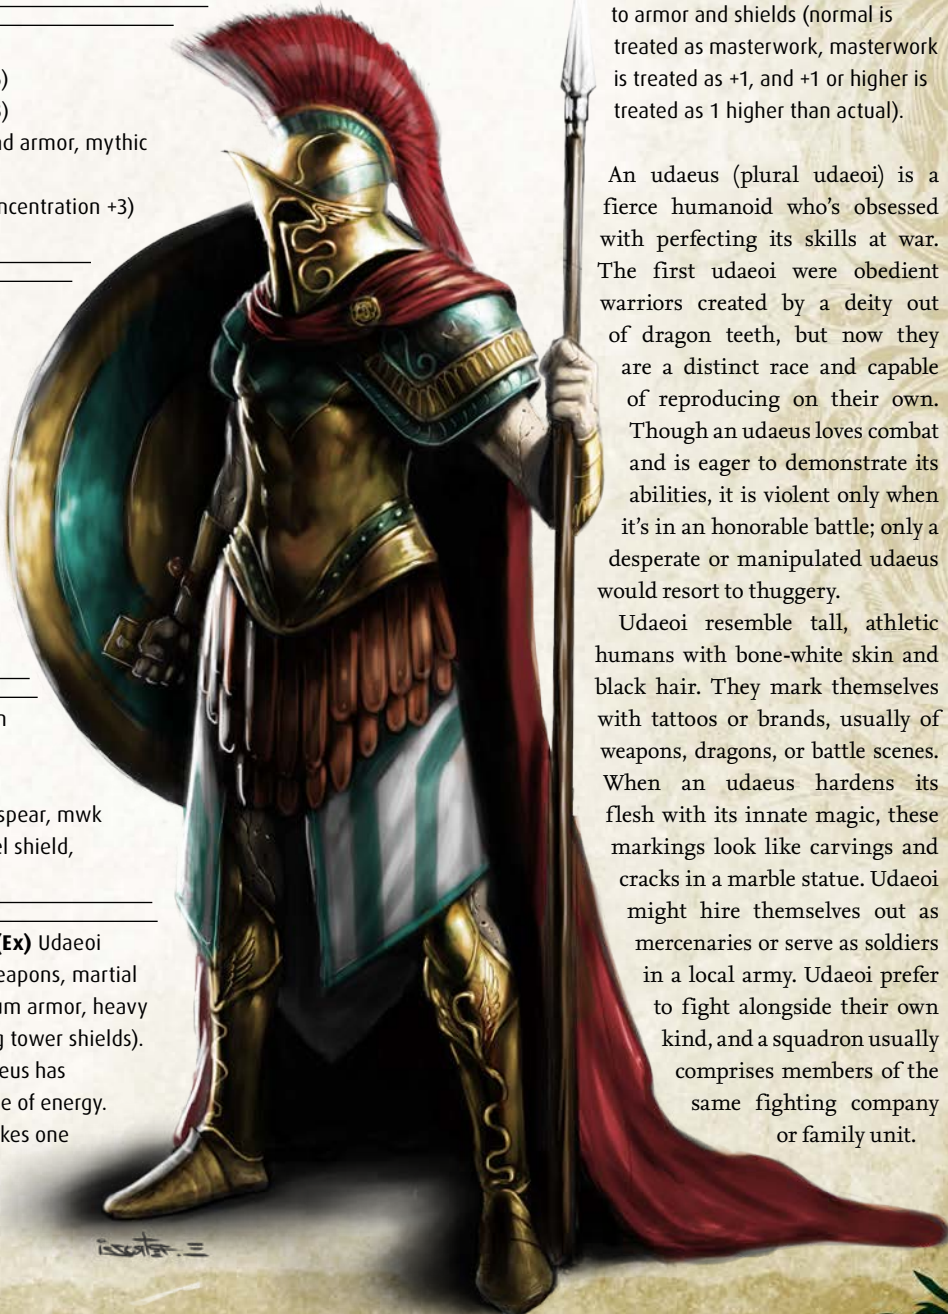 )
)
nd armor, mythic
ncentration +3)
n
spear, mwk
el shield,
(Ex) Udaeoi
eapons, martial
um armor, heavy
g tower shields).
eus has
e of energy.
kes one
to armor and shields (normal is
treated as masterwork, masterwork
is treated as +1, and +1 or higher is
treated as 1 higher than actual).
An udaeus (plural udaeoi) is a
fierce humanoid who's obsessed
with perfecting its skills at war.
The first udaeoi were obedient
warriors created by a deity out
of dragon teeth, but now they
are a distinct race and capable
of reproducing on their own.
Though an udaeus loves combat
and is eager to demonstrate its
abilities, it is violent only when
it's in an honorable battle; only a
desperate or manipulated udaeus
would resort to thuggery.
Udaeoi resemble tall, athletic
humans with bone-white skin and
black hair. They mark themselves
with tattoos or brands, usually of
weapons, dragons, or battle scenes.
When an udaeus hardens its
flesh with its innate magic, these
markings look like carvings and
cracks in a marble statue. Udaeoi
might hire themselves out as
mercenaries or serve as soldiers
in a local army. Udaeoi prefer
to fight alongside their own
kind, and a squadron usually
comprises members of the
same fighting company
or family unit.